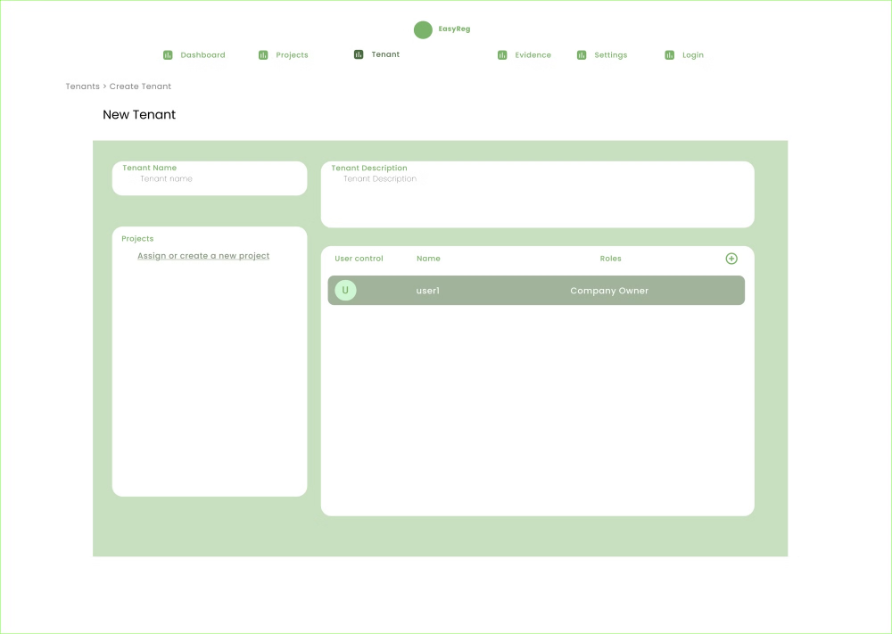 EasyReg
Dashboard Projects Tenant Evidence Settings Login
Tenants > Create Tenant
New Tenant
Tenant Name
Tenant name
Tenant Description
Tenant Description
Projects
Assign or create a new project
User control Name Roles
U user1 Company Owner